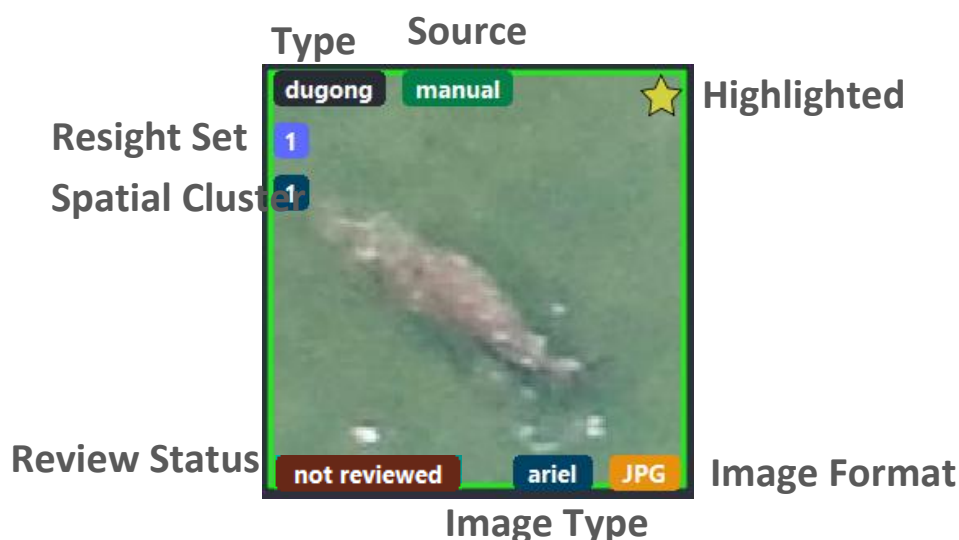 Type Source
dugong manual Highlighted
Resight Set 1
Spatial Cluster 1
Review Status not reviewed ariel JPG Image Format
Image Type